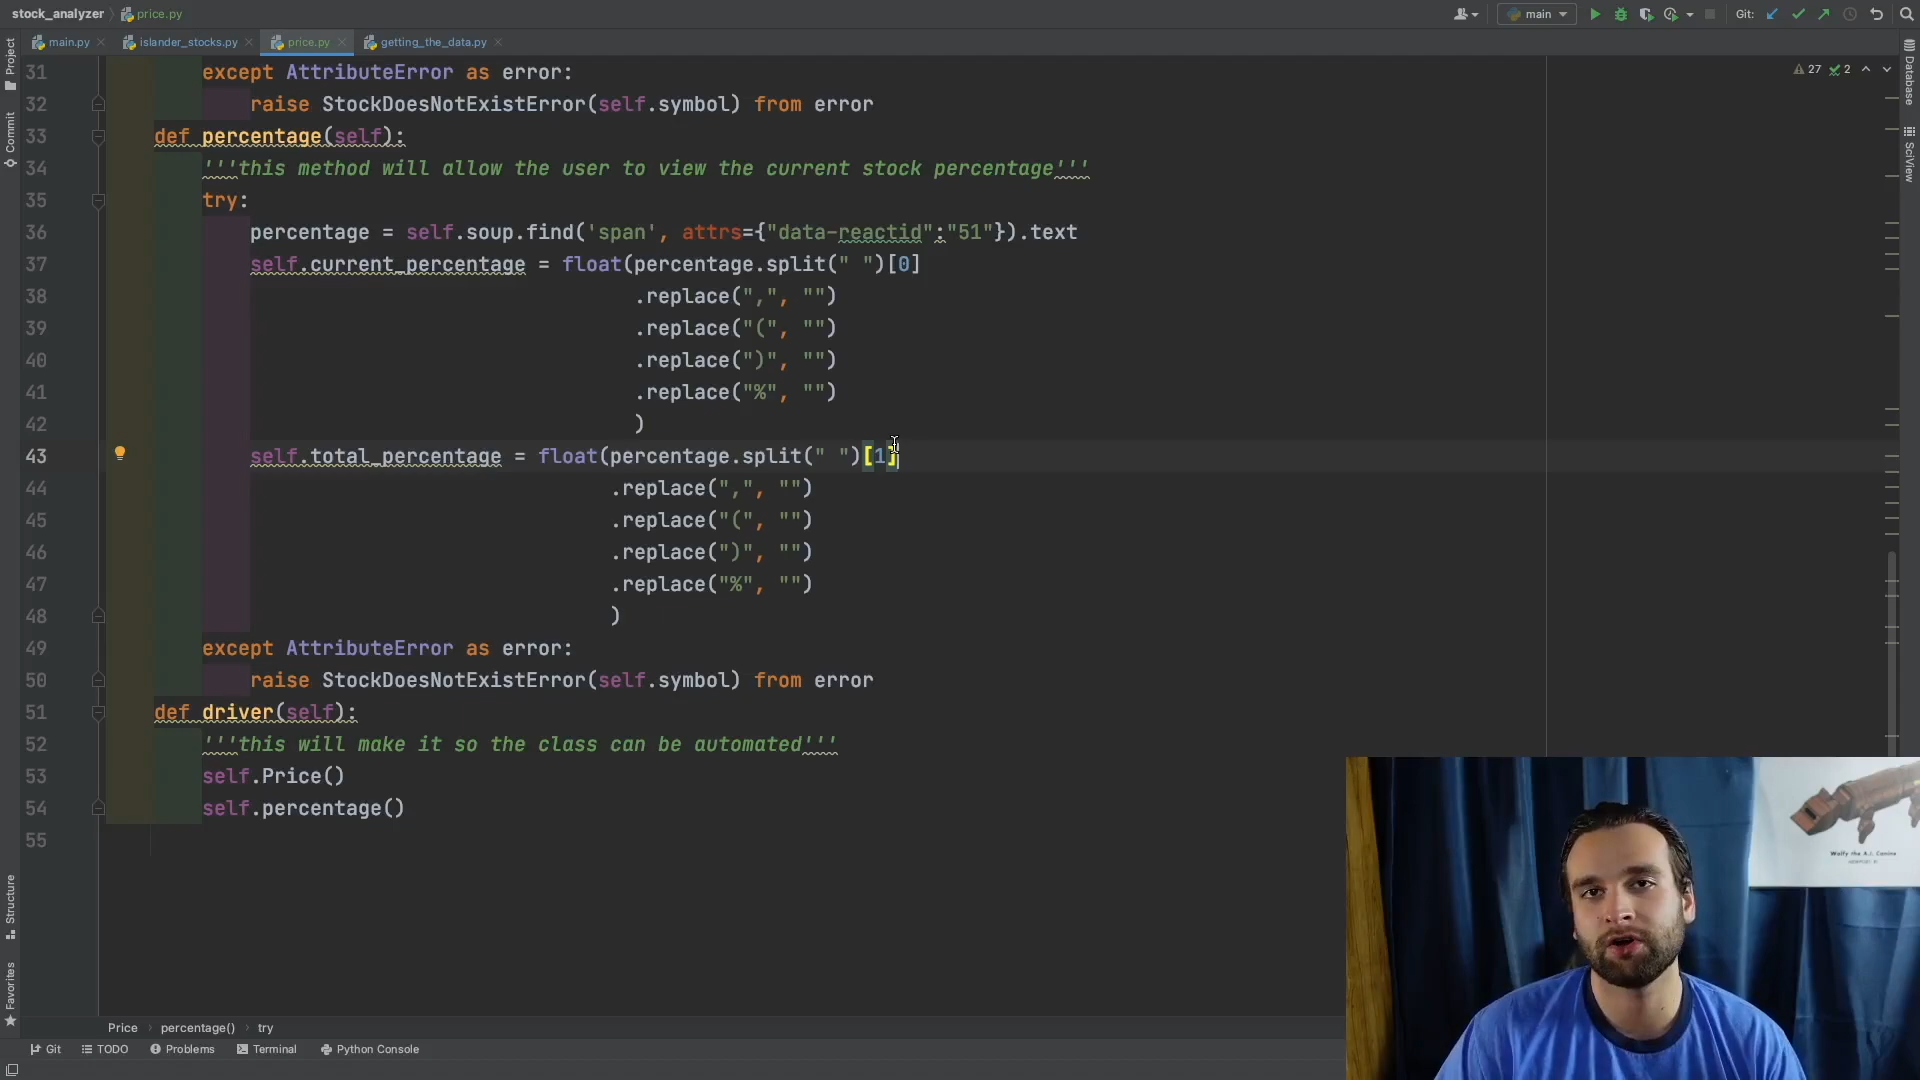 stock_analyzer price.py
main Git:
main.py islander_stocks.py price.py getting_the_data.py
27 2
Project
Commit
Structure
Favorites
Database
SciView
31 except AttributeError as error:
32 raise StockDoesNotExistError(self.symbol) from error
33 def percentage(self):
34 '''this method will allow the user to view the current stock percentage'''
35 try:
36 percentage = self.soup.find('span', attrs={"data-reactid":"51"}).text
37 self.current_percentage = float(percentage.split(" ")[0]
38 .replace(",", "")
39 .replace("(", "")
40 .replace(")", "")
41 .replace("%", "")
42 )
43 self.total_percentage = float(percentage.split(" ")[1]
44 .replace(",", "")
45 .replace("(", "")
46 .replace(")", "")
47 .replace("%", "")
48 )
49 except AttributeError as error:
50 raise StockDoesNotExistError(self.symbol) from error
51 def driver(self):
52 '''this will make it so the class can be automated'''
53 self.Price()
54 self.percentage()
55
Price percentage() try
Git TODO Problems Terminal Python Console